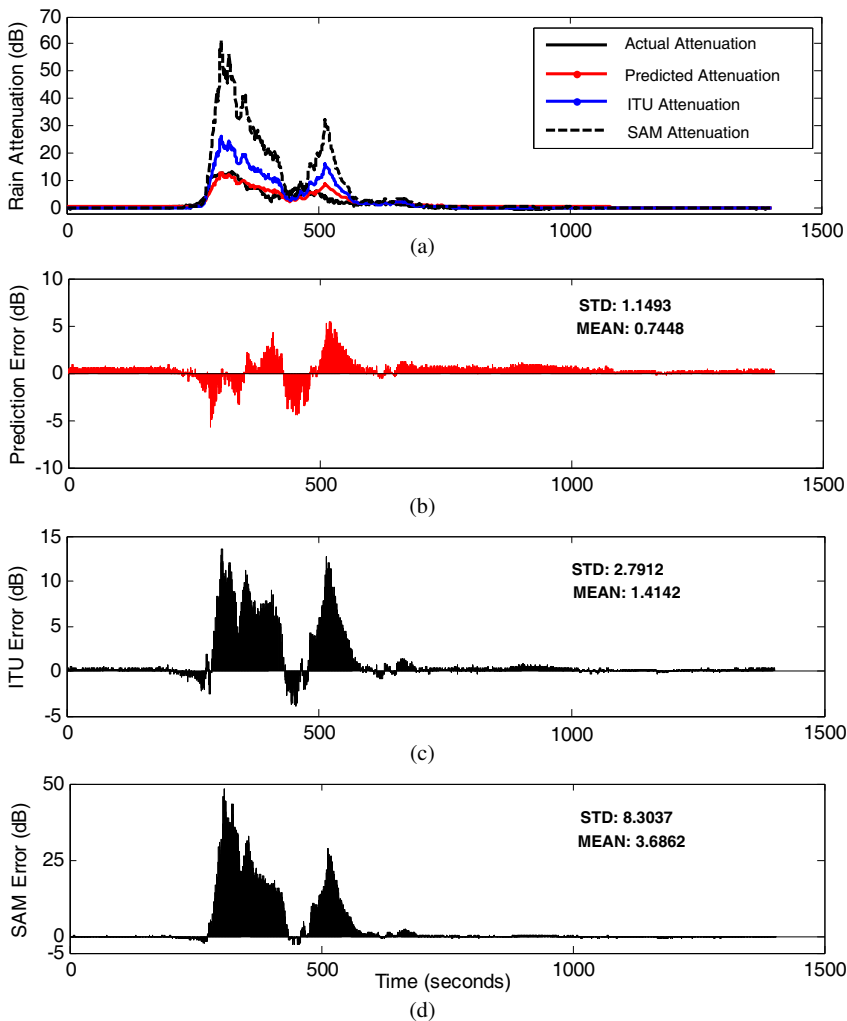 70
60
50
40
30
20
10
0
Rain Attenuation (dB)
Actual Attenuation
Predicted Attenuation
ITU Attenuation
SAM Attenuation
0 500 1000 1500
(a)
10
5
0
-5
-10
Prediction Error (dB)
STD: 1.1493
MEAN: 0.7448
0 500 1000 1500
(b)
15
10
5
0
-5
ITU Error (dB)
STD: 2.7912
MEAN: 1.4142
0 500 1000 1500
(c)
50
25
0
-5
SAM Error (dB)
STD: 8.3037
MEAN: 3.6862
0 500 1000 1500
Time (seconds)
(d)